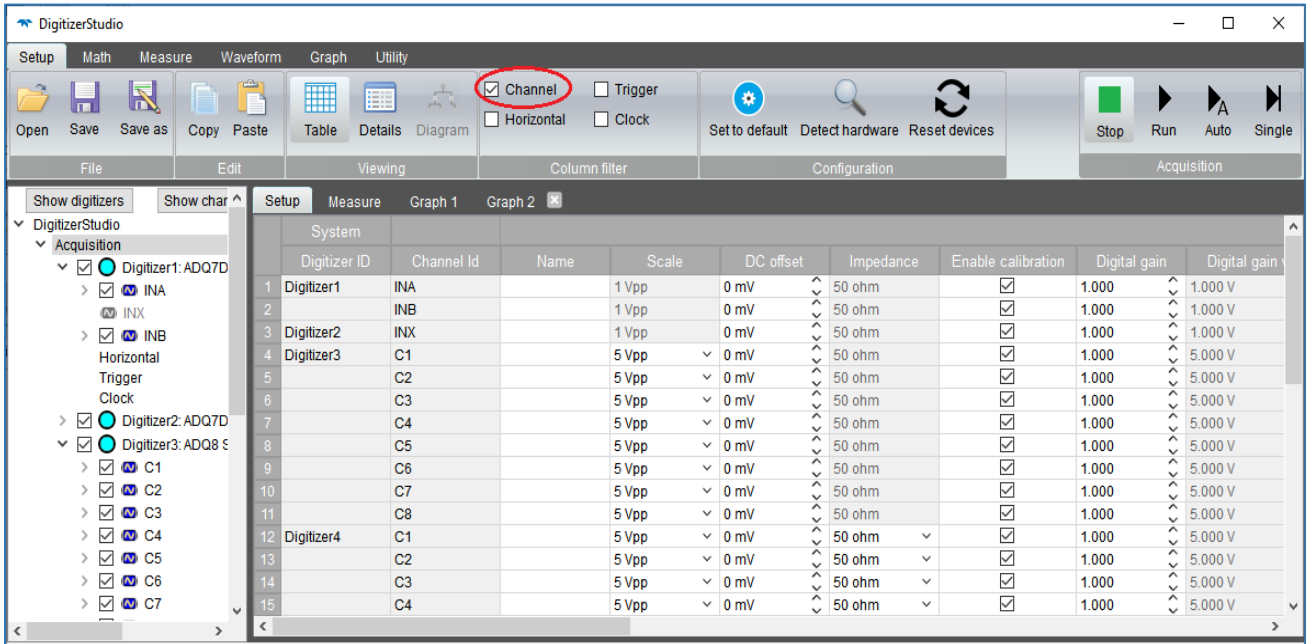 DigitizerStudio
Setup Math Measure Waveform Graph Utility
Open Save Save as Copy Paste Table Details Diagram Channel Trigger Horizontal Clock Set to default Detect hardware Reset devices Stop Run Auto Single
File Edit Viewing Column filter Configuration Acquisition
Show digitizers Show char
Setup Measure Graph 1 Graph 2
DigitizerStudio
Acquisition
Digitizer1: ADQ7D
INA
INX
INB
Horizontal
Trigger
Clock
Digitizer2: ADQ7D
Digitizer3: ADQ8 S
C1
C2
C3
C4
C5
C6
C7
System
Digitizer ID Channel Id Name Scale DC offset Impedance Enable calibration Digital gain Digital gain
1 Digitizer1 INA 1 Vpp 0 mV 50 ohm 1.000 1.000 V
2 INB 1 Vpp 0 mV 50 ohm 1.000 1.000 V
3 Digitizer2 INX 1 Vpp 0 mV 50 ohm 1.000 1.000 V
4 Digitizer3 C1 5 Vpp 0 mV 50 ohm 1.000 5.000 V
5 C2 5 Vpp 0 mV 50 ohm 1.000 5.000 V
6 C3 5 Vpp 0 mV 50 ohm 1.000 5.000 V
7 C4 5 Vpp 0 mV 50 ohm 1.000 5.000 V
8 C5 5 Vpp 0 mV 50 ohm 1.000 5.000 V
9 C6 5 Vpp 0 mV 50 ohm 1.000 5.000 V
10 C7 5 Vpp 0 mV 50 ohm 1.000 5.000 V
11 C8 5 Vpp 0 mV 50 ohm 1.000 5.000 V
12 Digitizer4 C1 5 Vpp 0 mV 50 ohm 1.000 5.000 V
13 C2 5 Vpp 0 mV 50 ohm 1.000 5.000 V
14 C3 5 Vpp 0 mV 50 ohm 1.000 5.000 V
15 C4 5 Vpp 0 mV 50 ohm 1.000 5.000 V